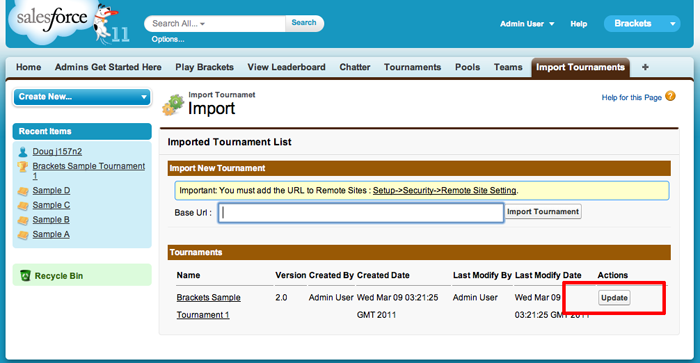 salesforce
11
Search All...
Search
Options...
Admin User
Help
Brackets
Home
Admins Get Started Here
Play Brackets
View Leaderboard
Chatter
Tournaments
Pools
Teams
Import Tournaments
+
Create New...
Recent Items
Doug j157n2
Brackets Sample Tournament
1
Sample D
Sample C
Sample B
Sample A
Recycle Bin
Import Tournamet
Import
Help for this Page ?
Imported Tournament List
Import New Tournament
Important: You must add the URL to Remote Sites : Setup->Security->Remote Site Setting.
Base Url :
Import Tournament
Tournaments
Name Version Created By Created Date Last Modify By Last Modify Date Actions
Brackets Sample 2.0 Admin User Wed Mar 09 03:21:25 Admin User Wed Mar 09 Update
Tournament 1 GMT 2011 03:21:25 GMT 2011